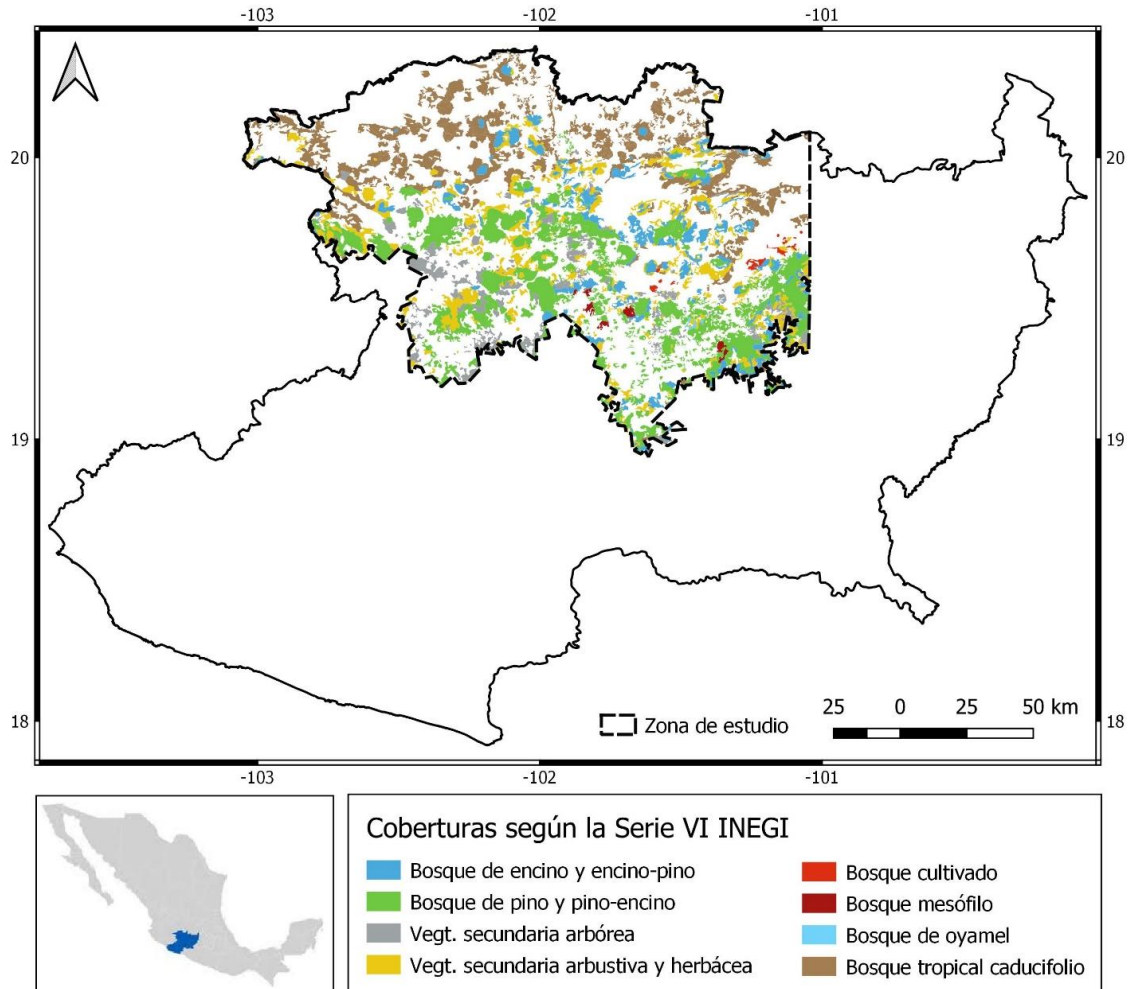 -103 -102 -101
20 20
19 19
25 0 25 50 km
18 Zona de estudio 18
-103 -102 -101
Coberturas según la Serie VI INEGI
Bosque de encino y encino-pino
Bosque de pino y pino-encino
Vegt. secundaria arbórea
Vegt. secundaria arbustiva y herbácea
Bosque cultivado
Bosque mesófilo
Bosque de oyamel
Bosque tropical caducifolio